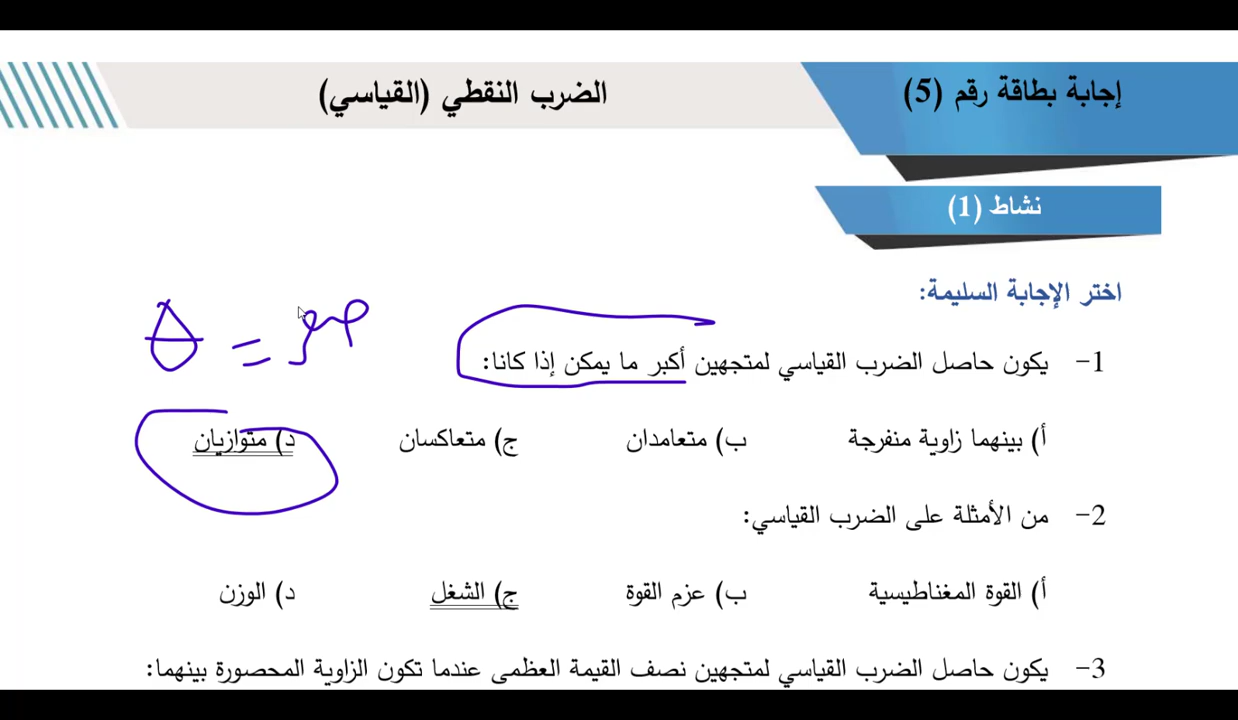 إجابة بطاقة رقم (5)
الضرب النقطي (القياسي)
نشاط (1)
اختر الإجابة السليمة:
θ = صفر
1- يكون حاصل الضرب القياسي لمتجهين أكبر ما يمكن إذا كانا:
أ) بينهما زاوية منفرجة ب) متعامدان ج) متعاكسان د) متوازيان
2- من الأمثلة على الضرب القياسي:
أ) القوة المغناطيسية ب) عزم القوة ج) الشغل د) الوزن
3- يكون حاصل الضرب القياسي لمتجهين نصف القيمة العظمى عندما تكون الزاوية المحصورة بينهما: